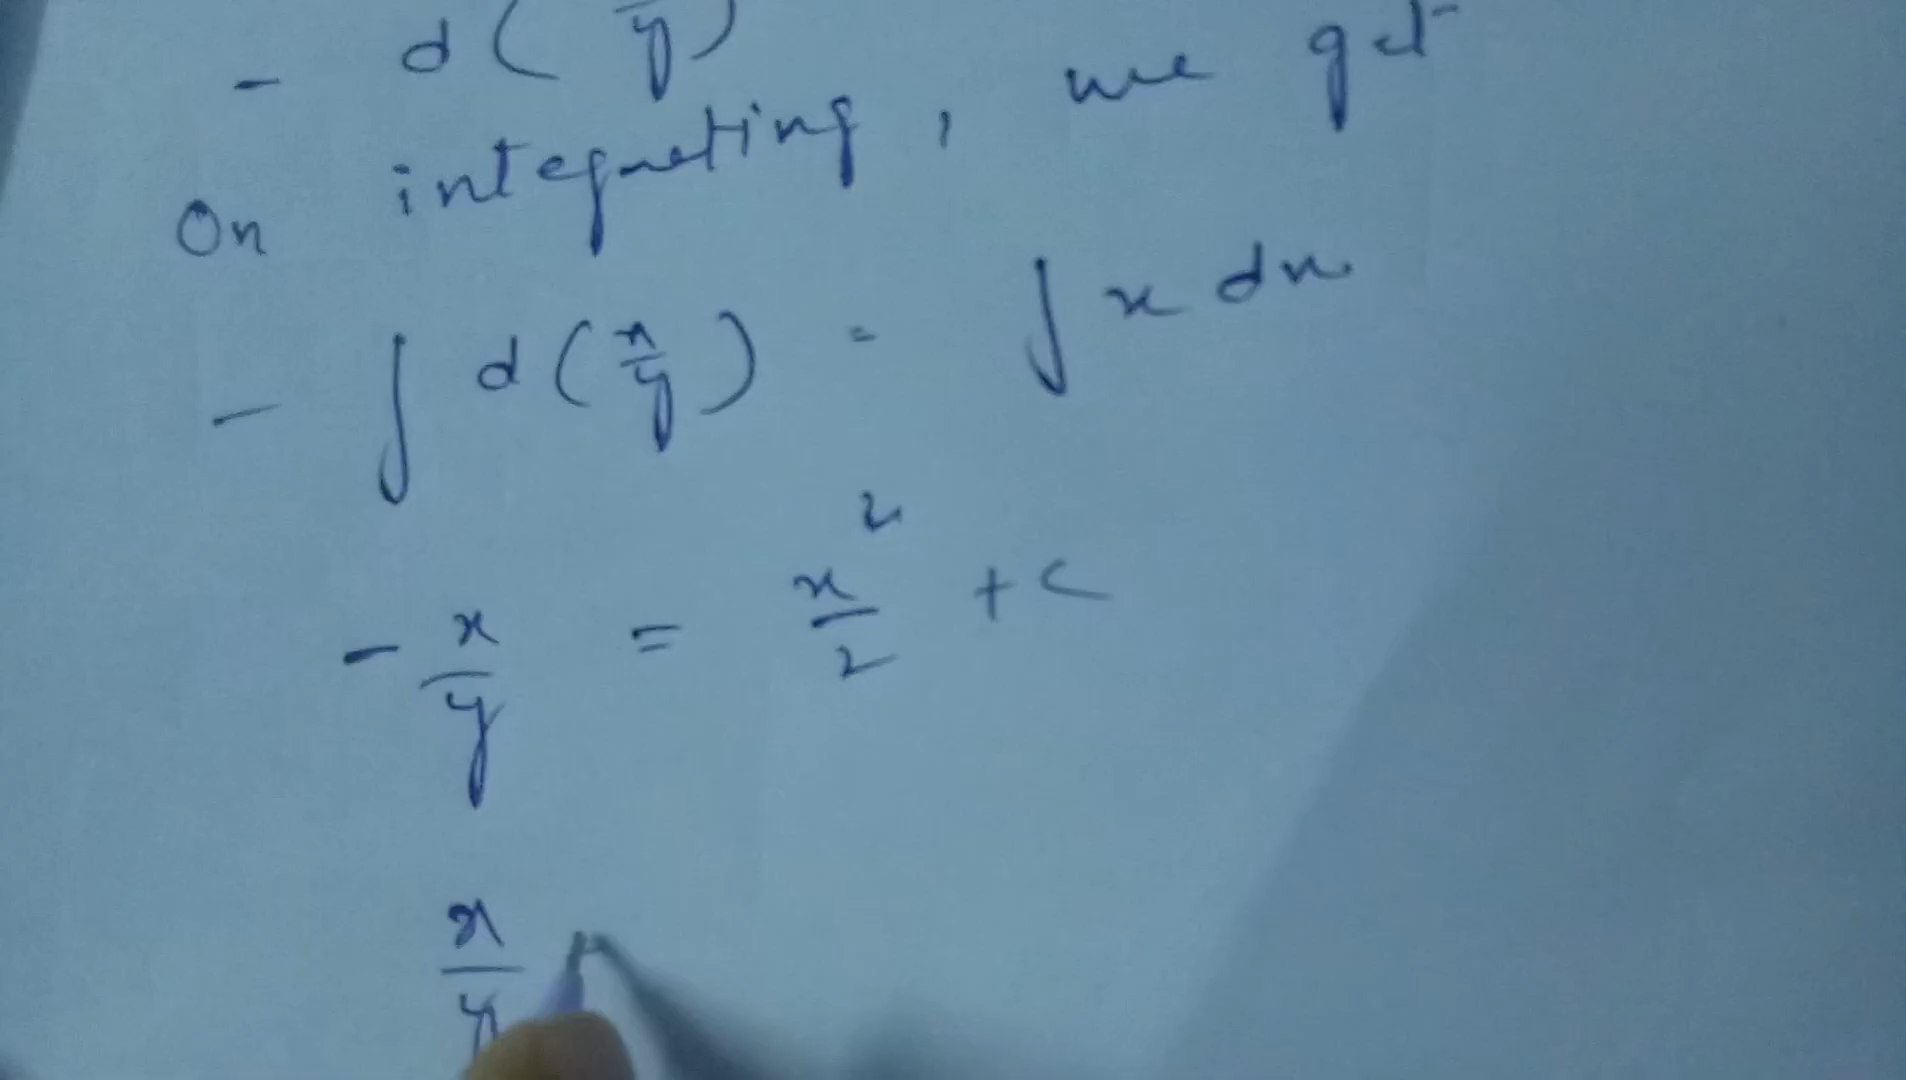 - d(x/y)
On integrating, we get
- ∫ d(x/y) = ∫ x dx
- x/y = x²/2 + c
x/y